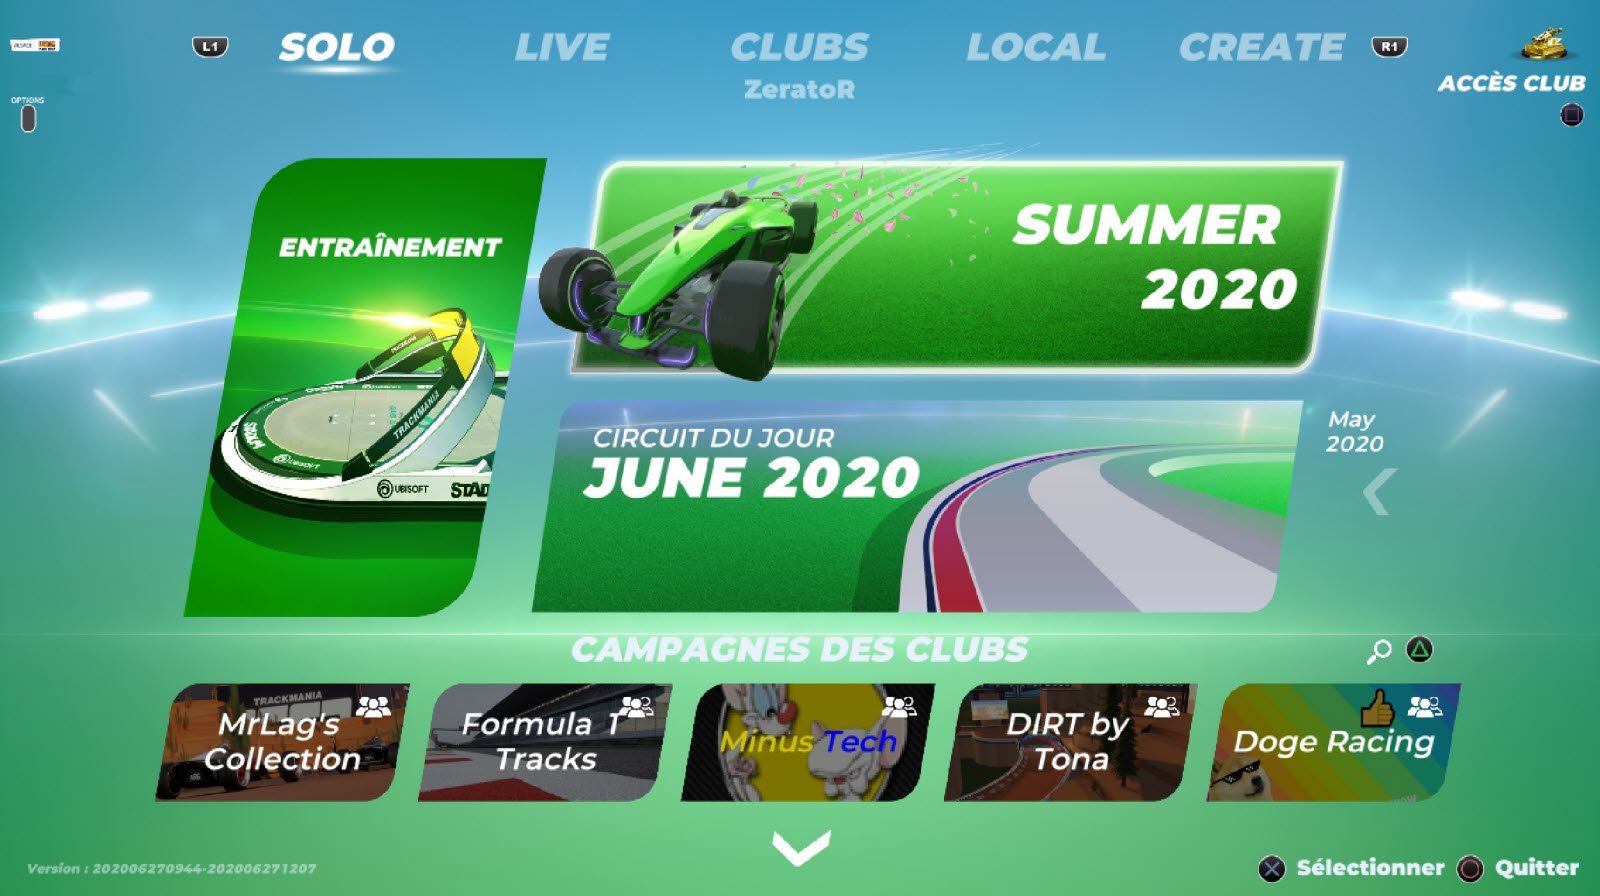 L1
SOLO
LIVE
CLUBS
LOCAL
CREATE
R1
ZeratoR
ACCÈS CLUB
OPTIONS
ENTRAÎNEMENT
TRACKMANIA
UBISOFT
UBISOFT
STAD
SUMMER
2020
CIRCUIT DU JOUR
JUNE 2020
May
2020
CAMPAGNES DES CLUBS
TRACKMANIA
MrLag's
Collection
Formula T
Tracks
Minus Tech
DIRT by
Tona
Doge Racing
Version : 202006270944-202006271207
Sélectionner
Quitter